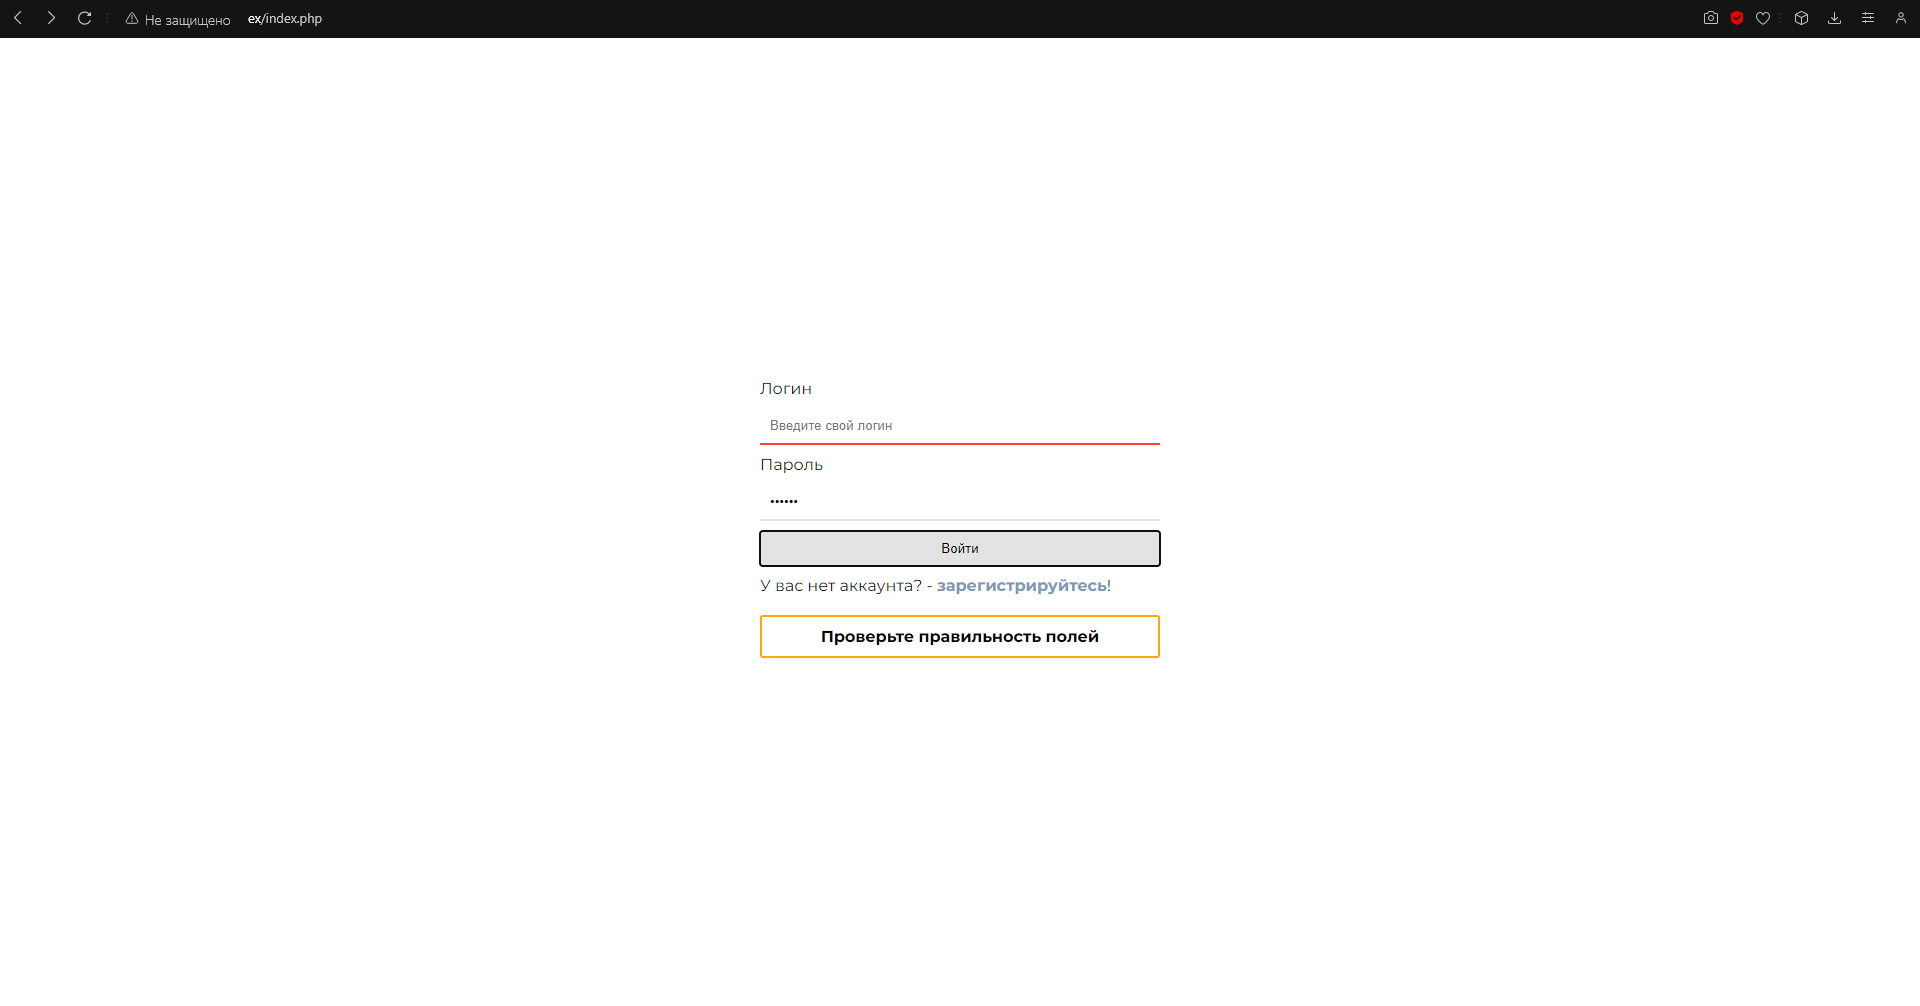 Не защищено ex/index.php
Логин
Введите свой логин
Пароль
••••••
Войти
У вас нет аккаунта? - зарегистрируйтесь!
Проверьте правильность полей